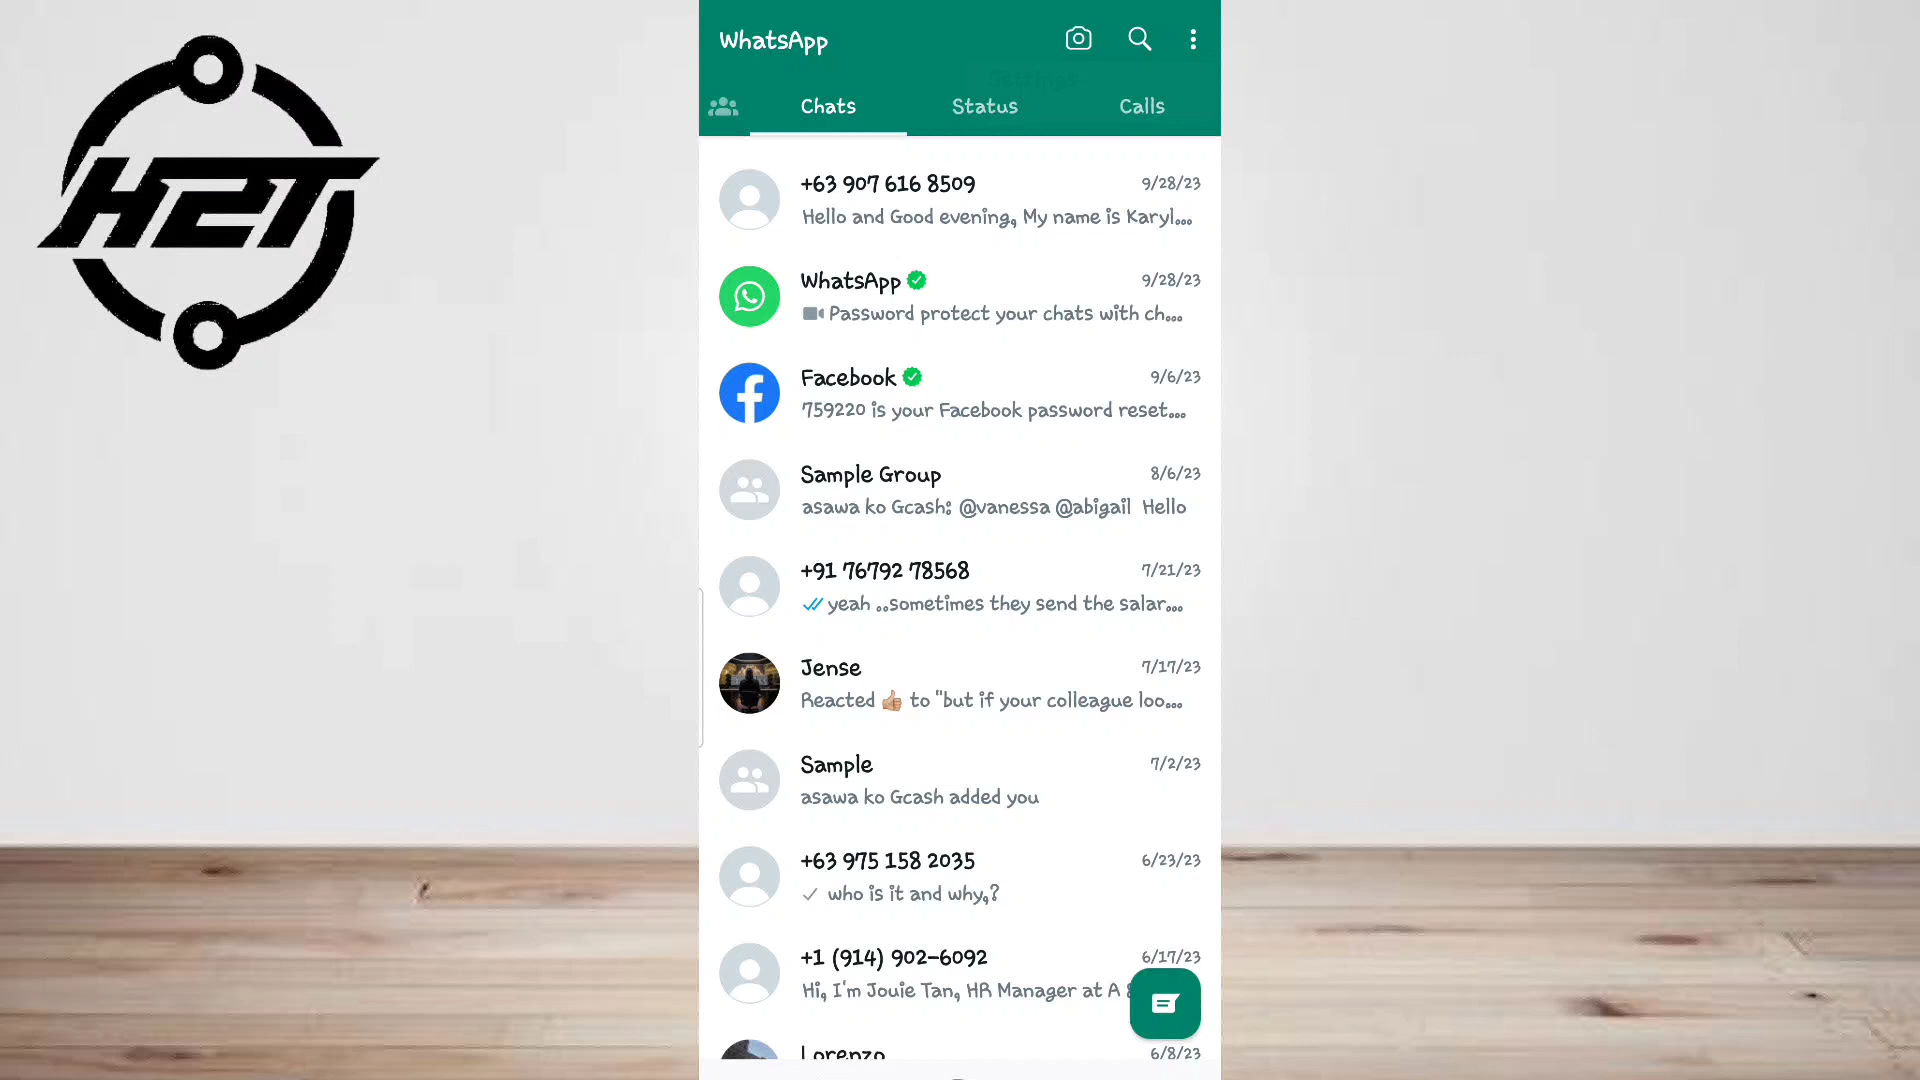 H2T
WhatsApp
Settings
Chats
Status
Calls
+63 907 616 8509
9/28/23
Hello and Good evening, My name is Karyl...
WhatsApp
9/28/23
Password protect your chats with ch...
Facebook
9/6/23
759220 is your Facebook password reset...
Sample Group
8/6/23
asawa ko Gcash: @vanessa @abigail Hello
+91 76792 78568
7/21/23
yeah ..sometimes they send the salar...
Jense
7/17/23
Reacted 👍🏼 to "but if your colleague loo...
Sample
7/2/23
asawa ko Gcash added you
+63 975 158 2035
6/23/23
who is it and why,?
+1 (914) 902-6092
6/17/23
Hi, I'm Jouie Tan, HR Manager at A
Lorenzo
6/8/23